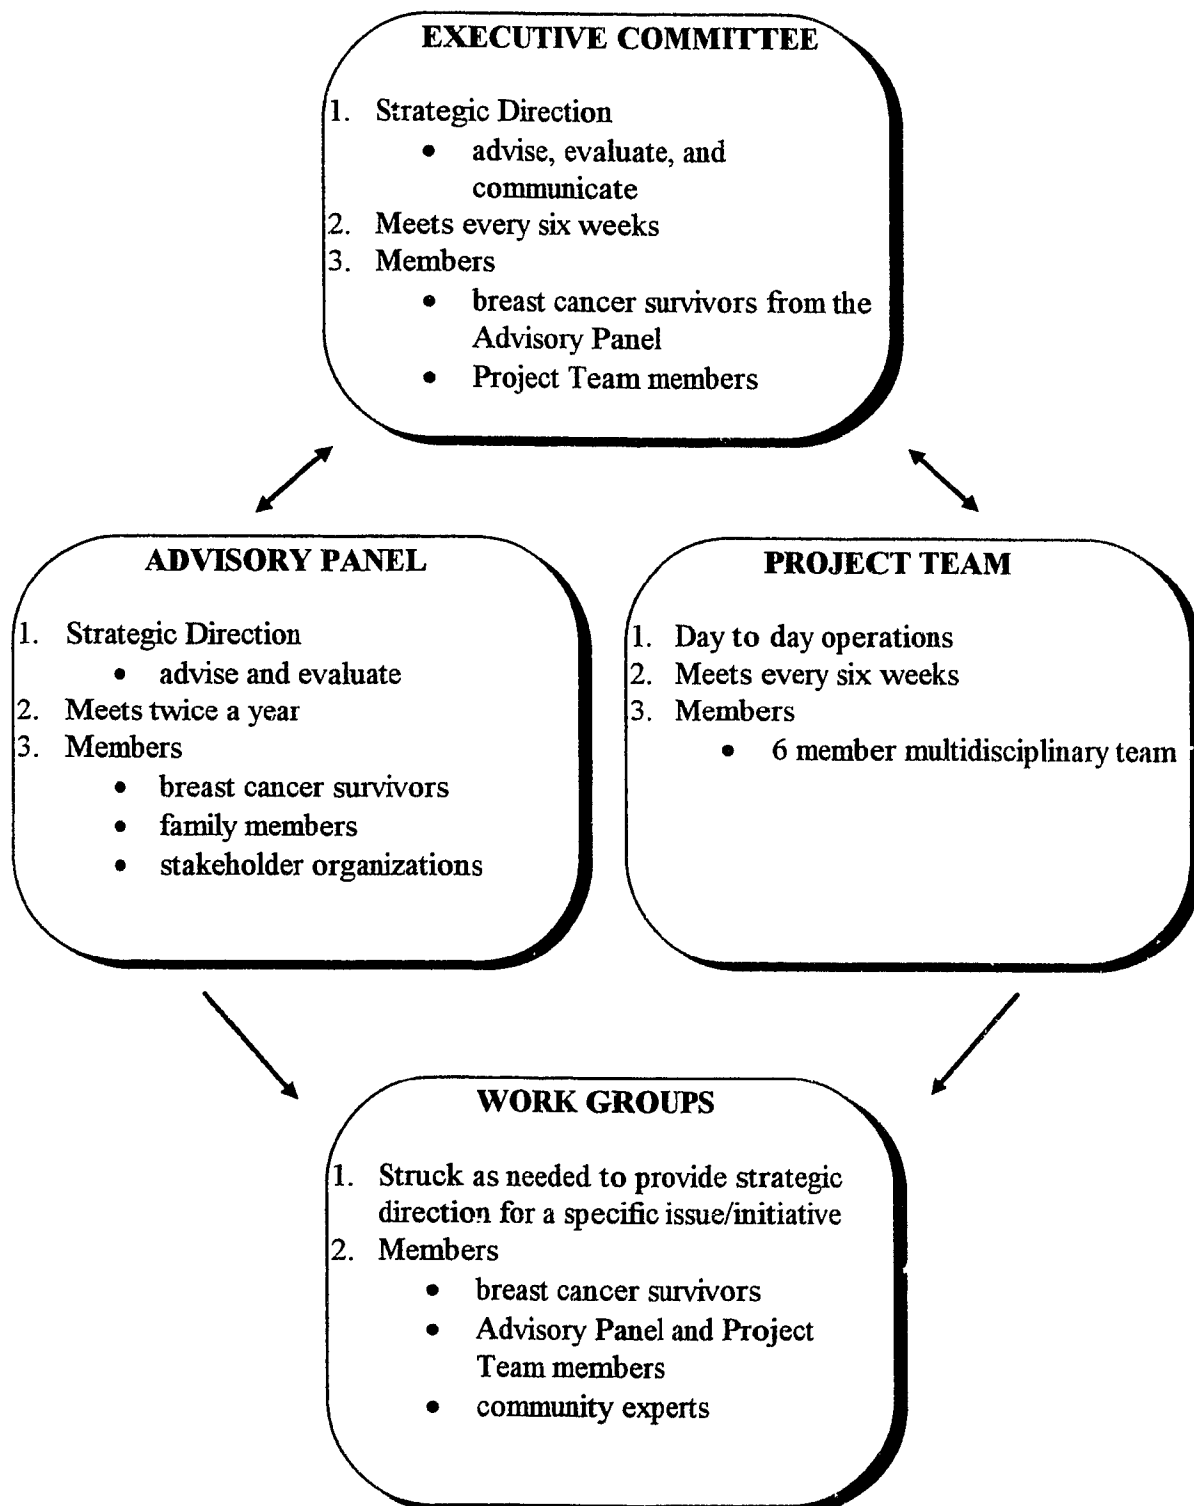 EXECUTIVE COMMITTEE
1. Strategic Direction
• advise, evaluate, and
communicate
2. Meets every six weeks
3. Members
• breast cancer survivors from the
Advisory Panel
• Project Team members
ADVISORY PANEL
1. Strategic Direction
• advise and evaluate
2. Meets twice a year
3. Members
• breast cancer survivors
• family members
• stakeholder organizations
PROJECT TEAM
1. Day to day operations
2. Meets every six weeks
3. Members
• 6 member multidisciplinary team
WORK GROUPS
1. Struck as needed to provide strategic
direction for a specific issue/initiative
2. Members
• breast cancer survivors
• Advisory Panel and Project
Team members
• community experts